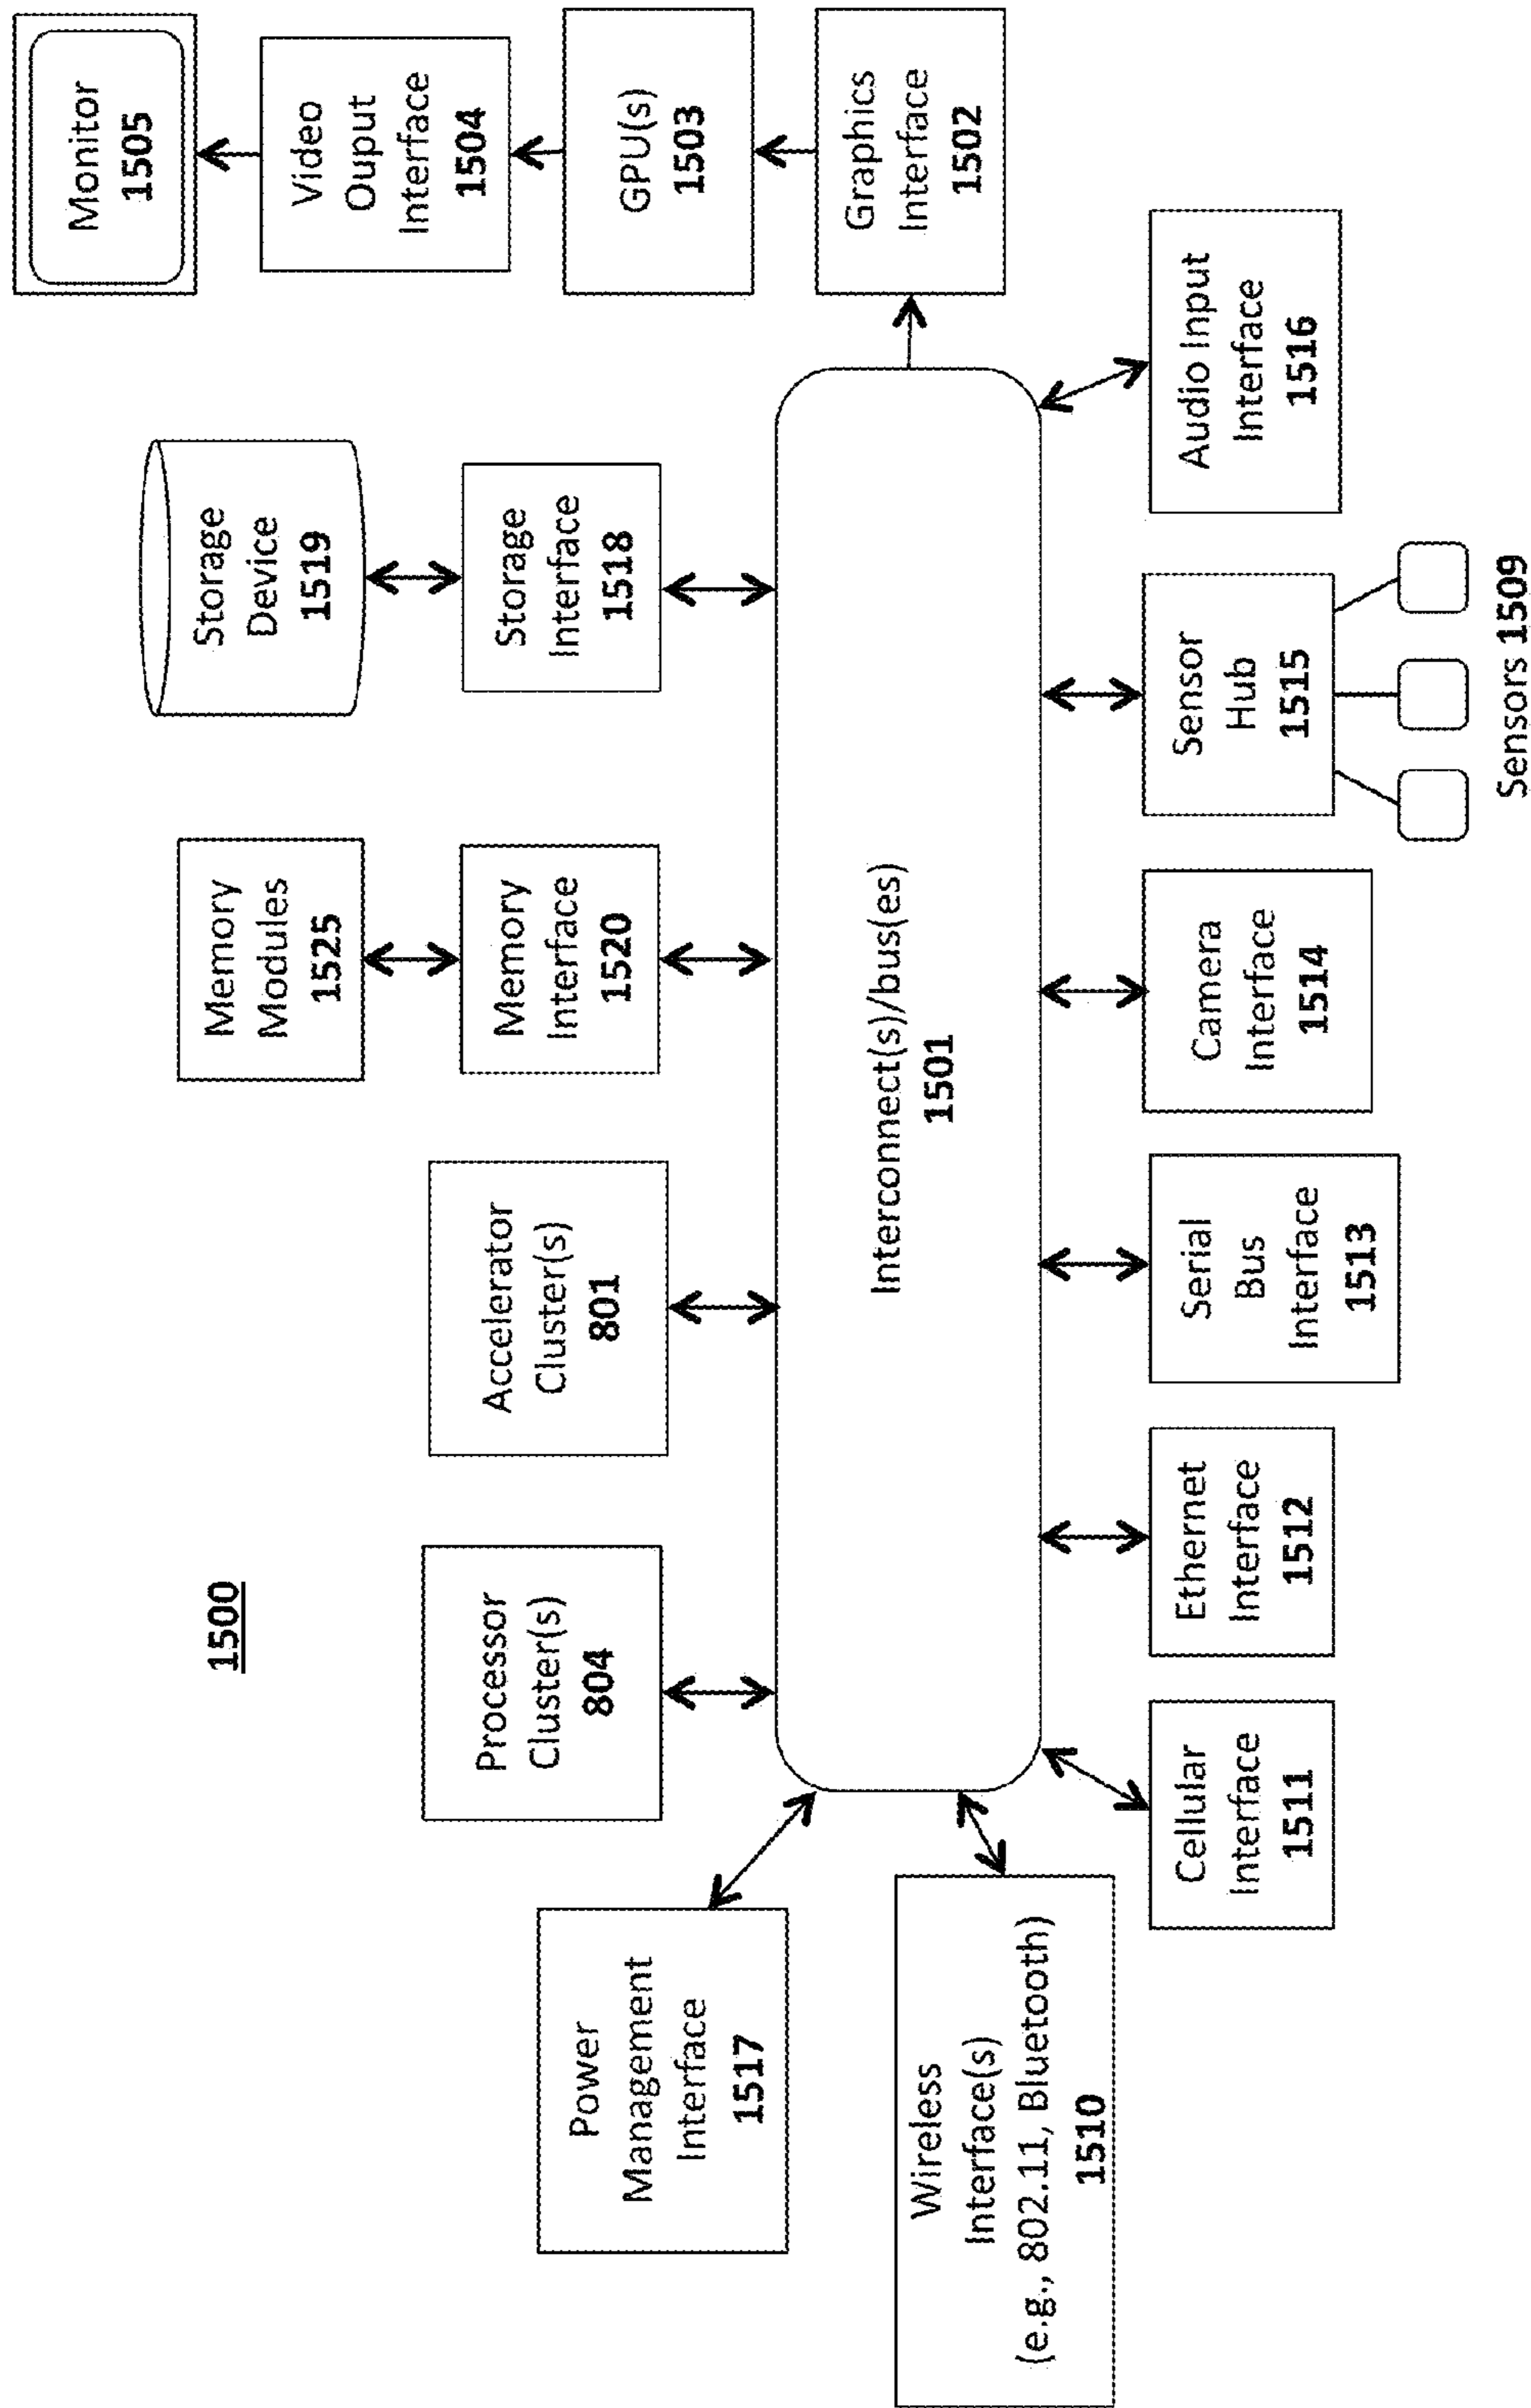 1500
Power
Management
Interface
1517
Processor
Cluster(s)
804
Accelerator
Cluster(s)
801
Memory
Modules
1525
Memory
Interface
1520
Storage
Device
1519
Storage
Interface
1518
Monitor
1505
Video
Ouput
Interface
1504
GPU(s)
1503
Graphics
Interface
1502
Interconnect(s)/bus(es)
1501
Wireless
Interface(s)
(e.g., 802.11, Bluetooth)
1510
Cellular
Interface
1511
Ethernet
Interface
1512
Serial
Bus
Interface
1513
Camera
Interface
1514
Sensor
Hub
1515
Sensors 1509
Audio Input
Interface
1516